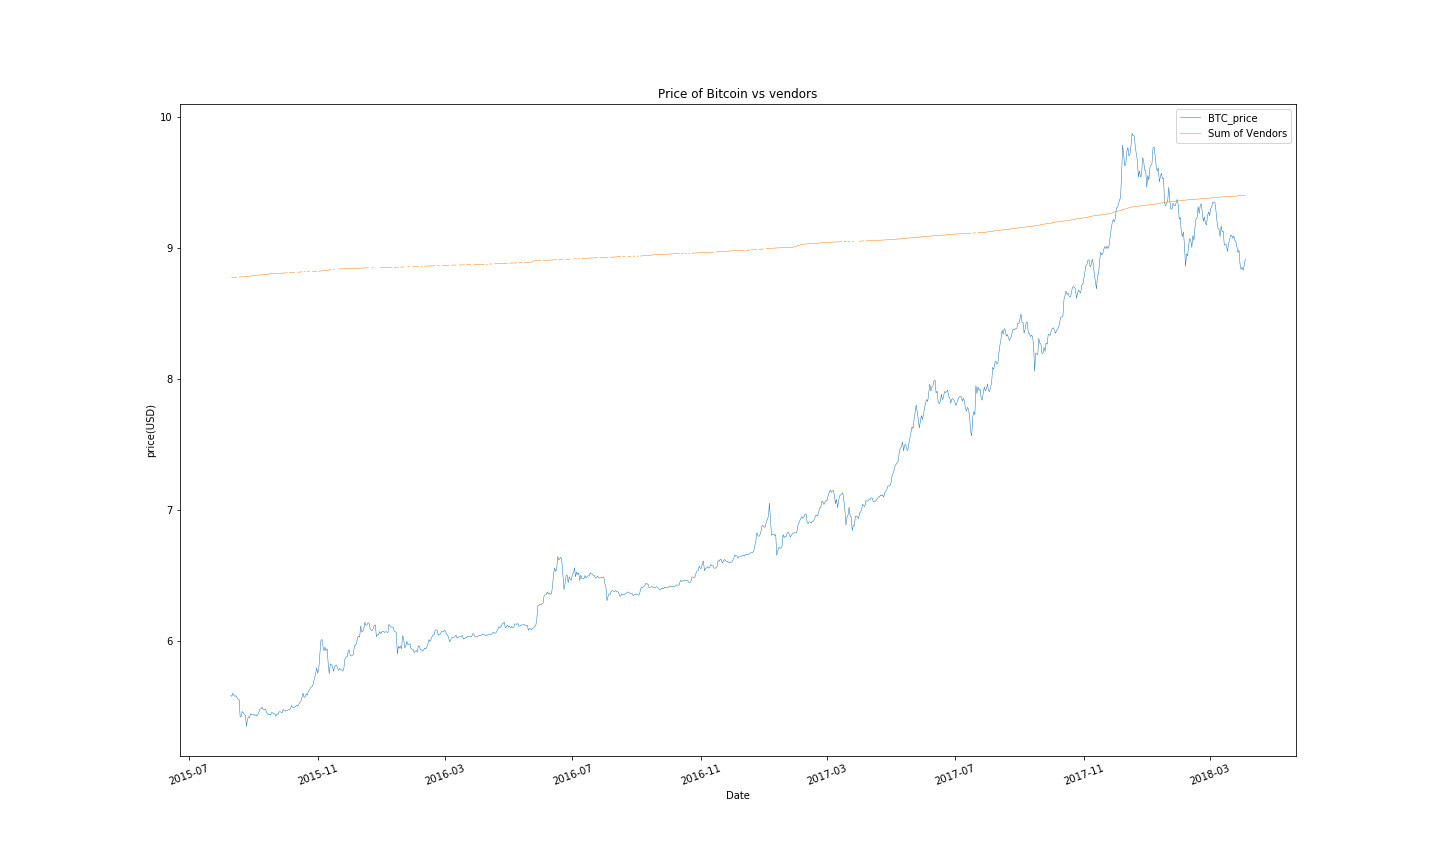 Price of Bitcoin vs vendors
BTC_price
Sum of Vendors
10
9
8
7
6
price(USD)
2015-07
2015-11
2016-03
2016-07
2016-11
2017-03
2017-07
2017-11
2018-03
Date